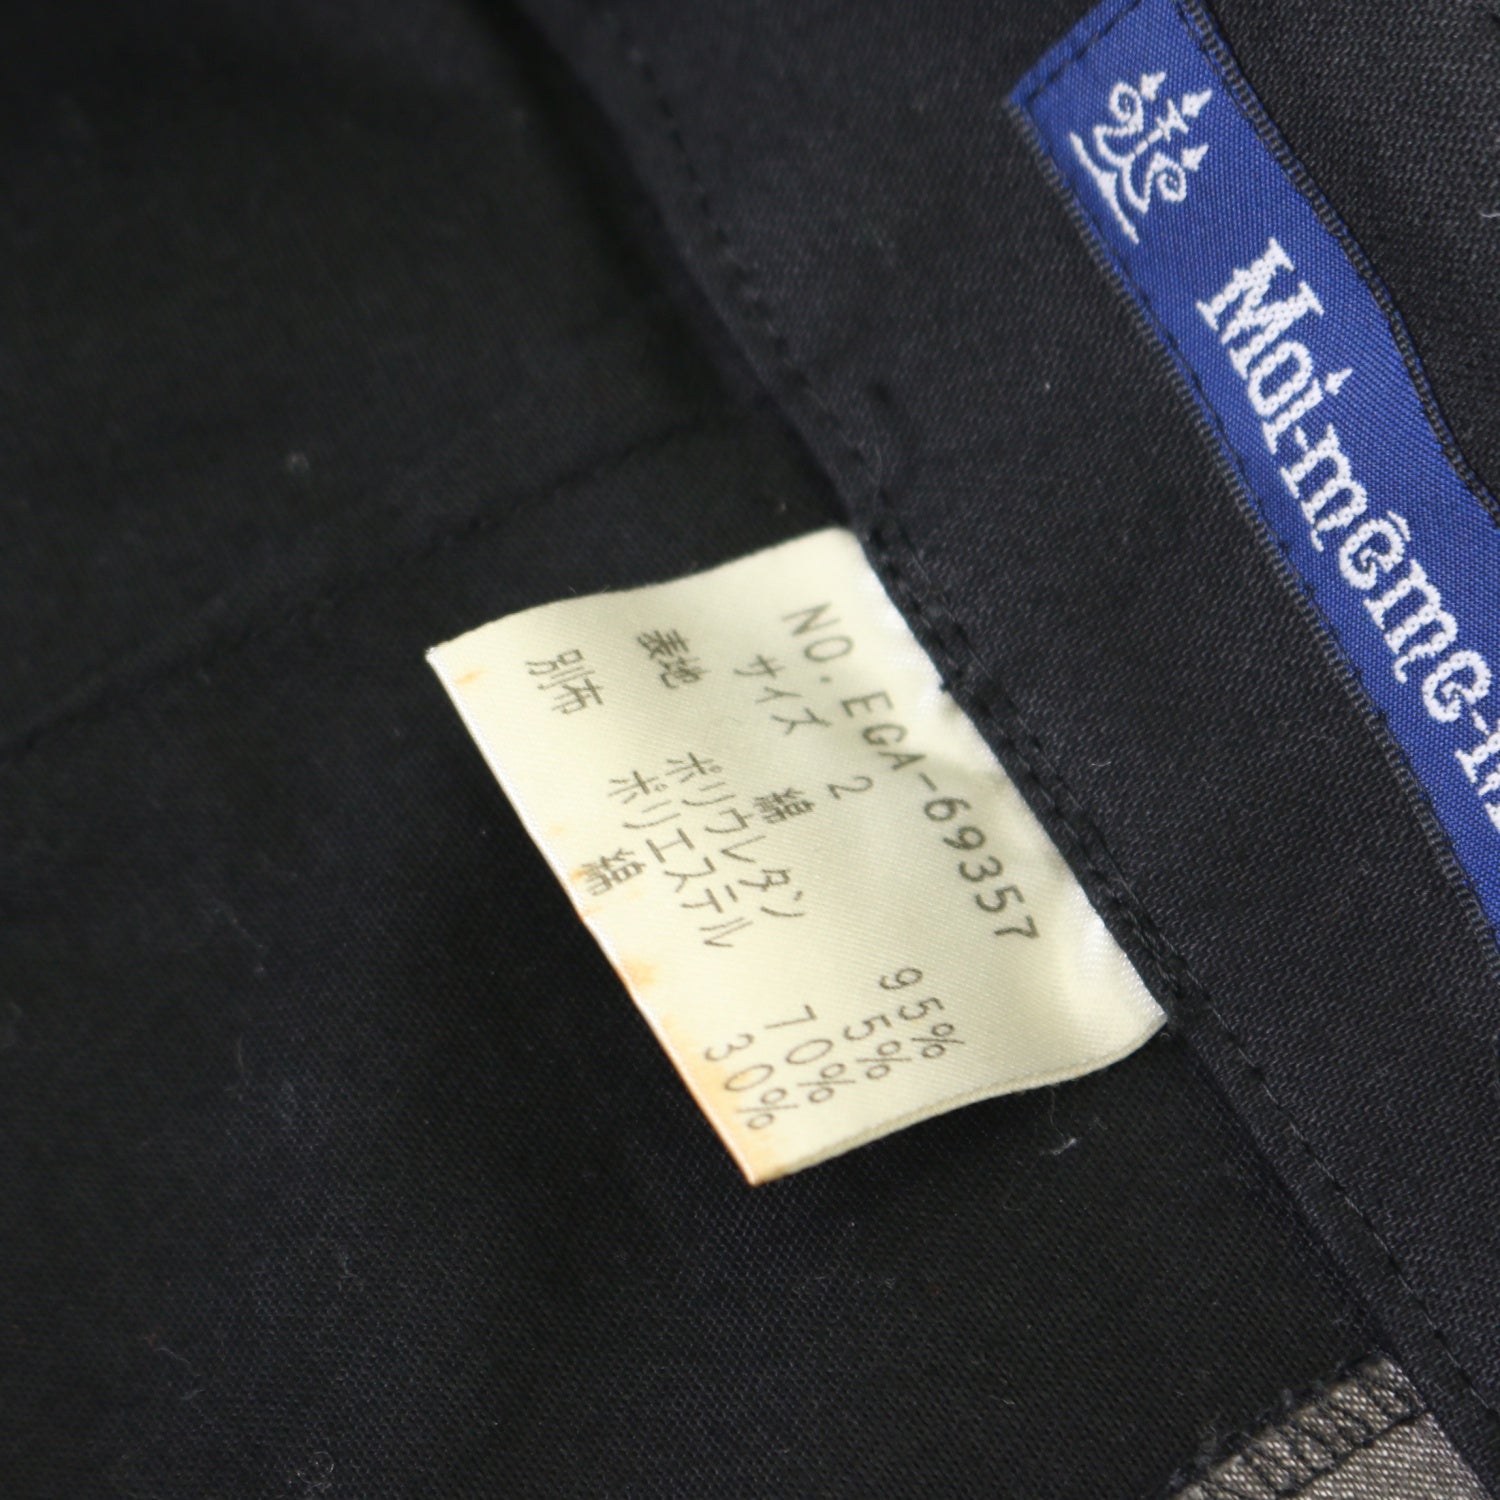 Moi-même-
NO. EGA-69357
サイズ 2
表地 綿 95%
ポリウレタン 5%
別布 ポリエステル 70%
綿 30%